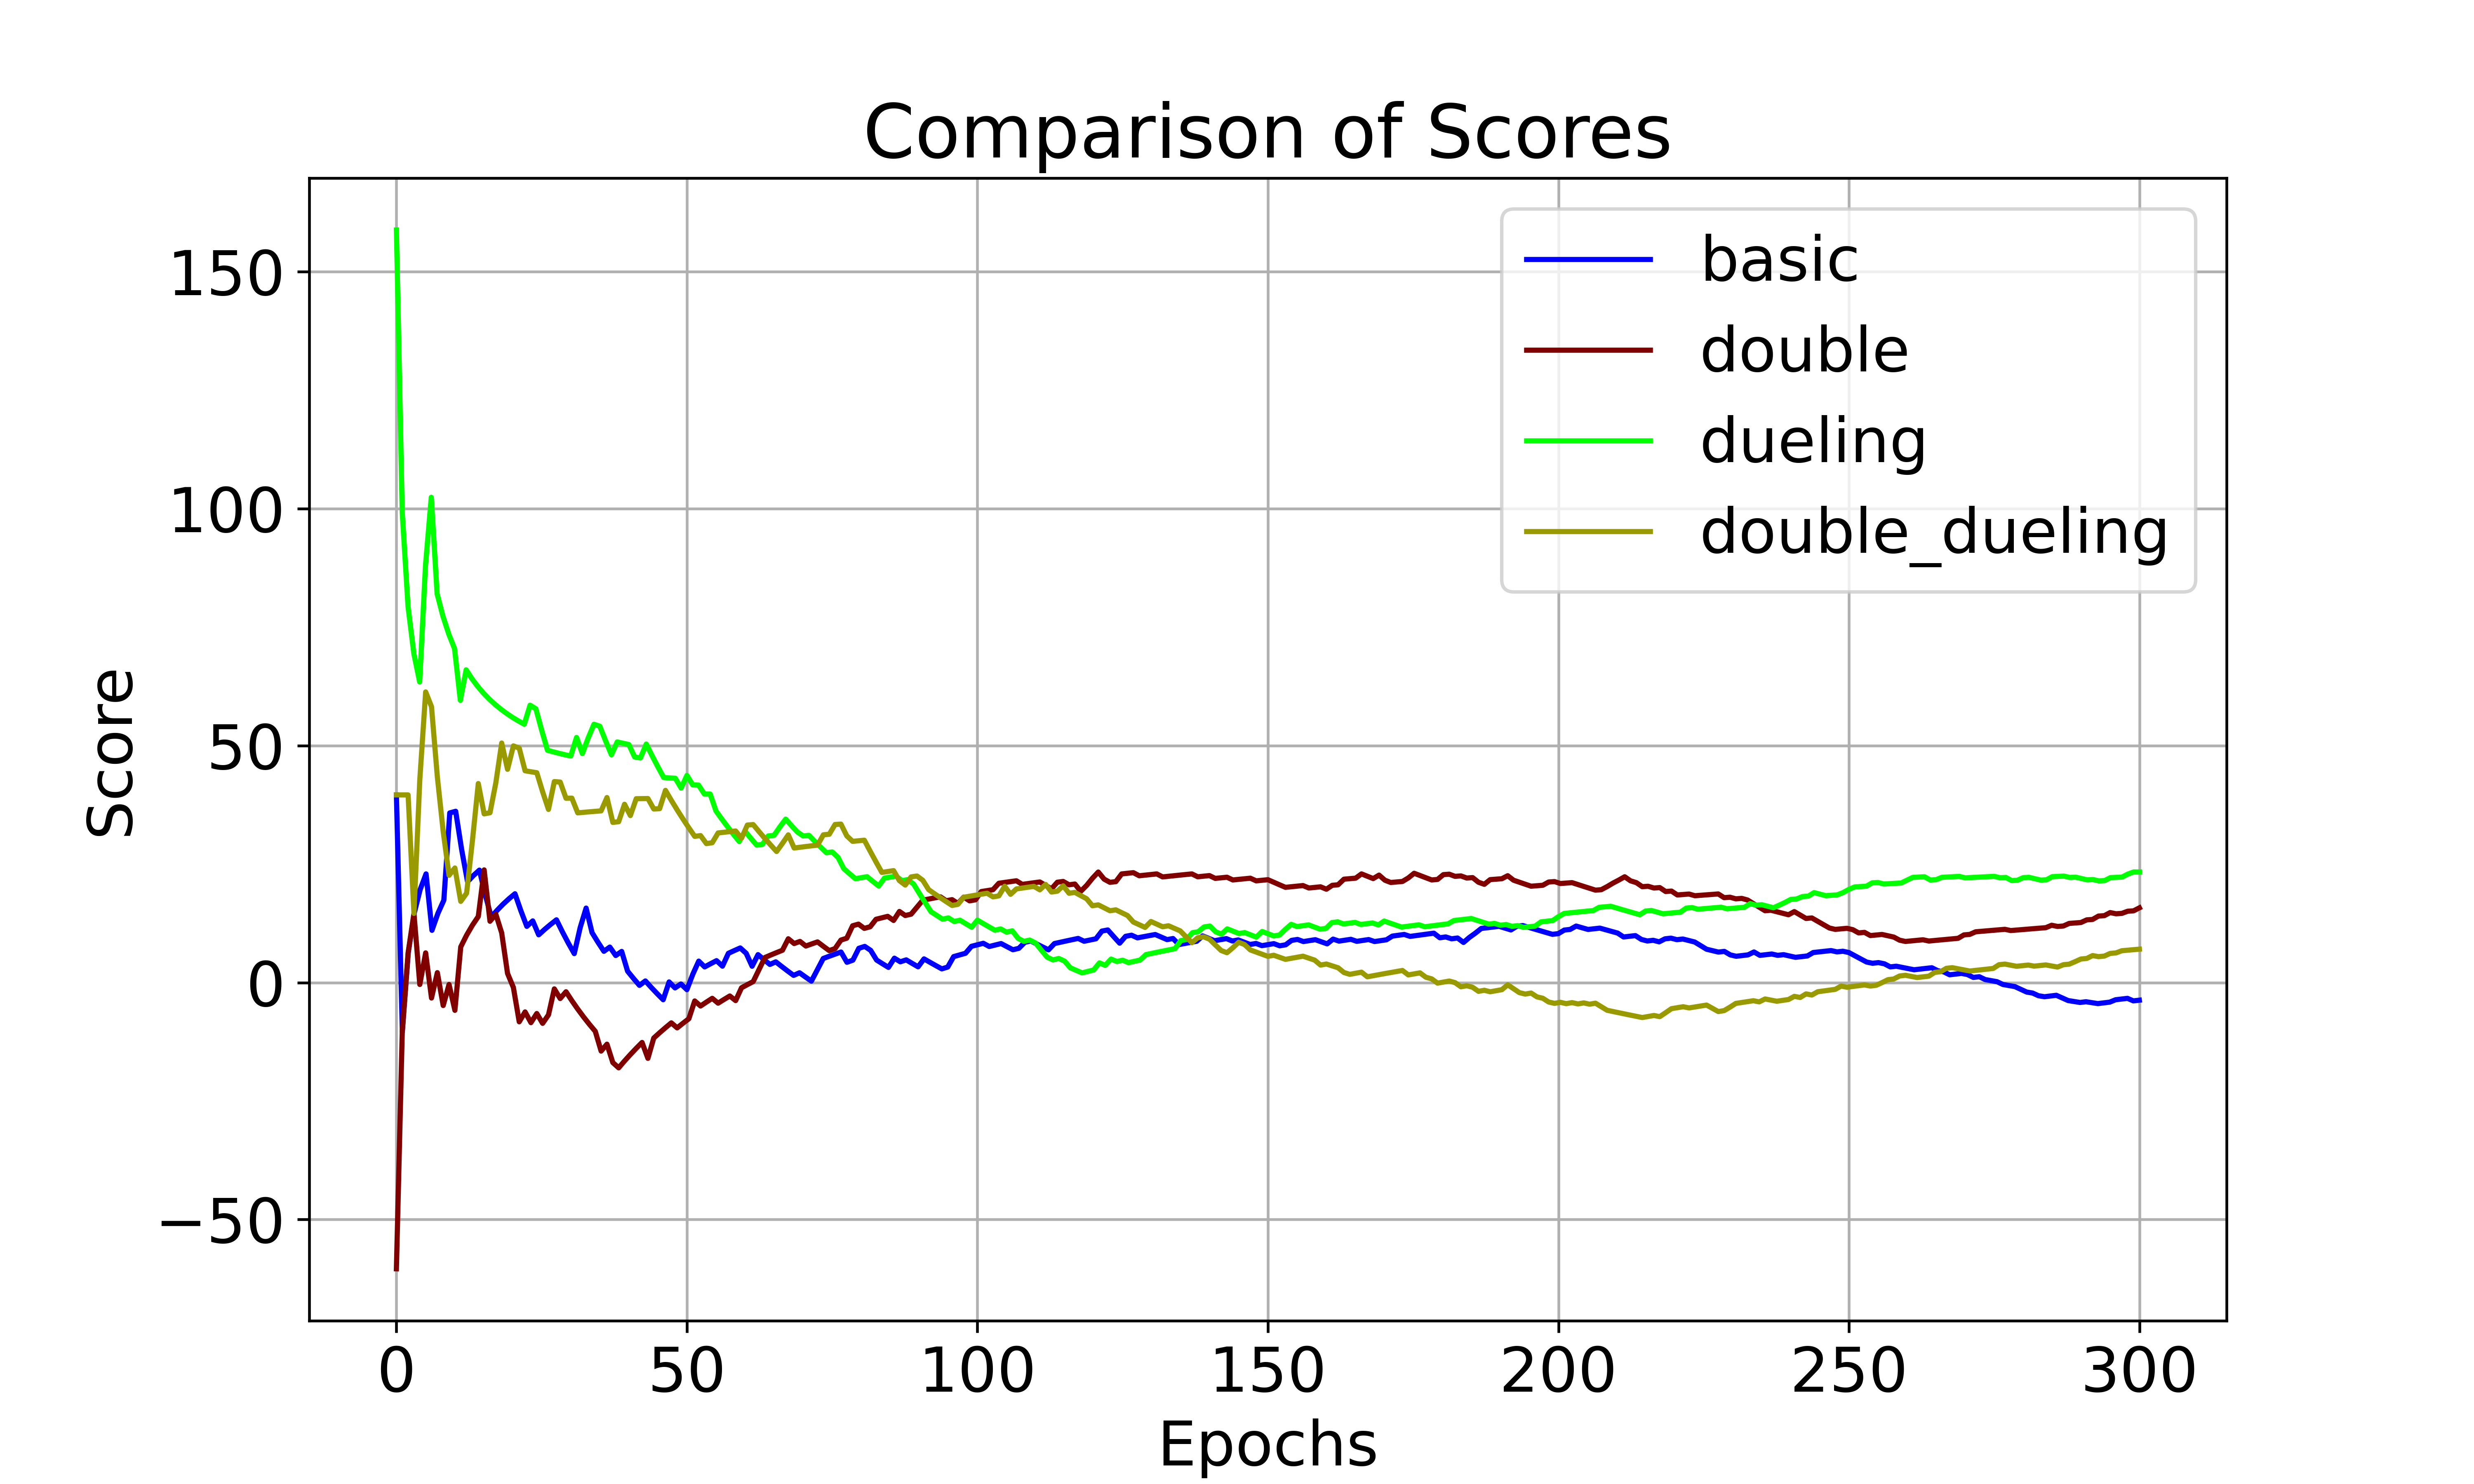 Comparison of Scores
150
100
50
0
−50
Score
basic
double
dueling
double_dueling
0 50 100 150 200 250 300
Epochs